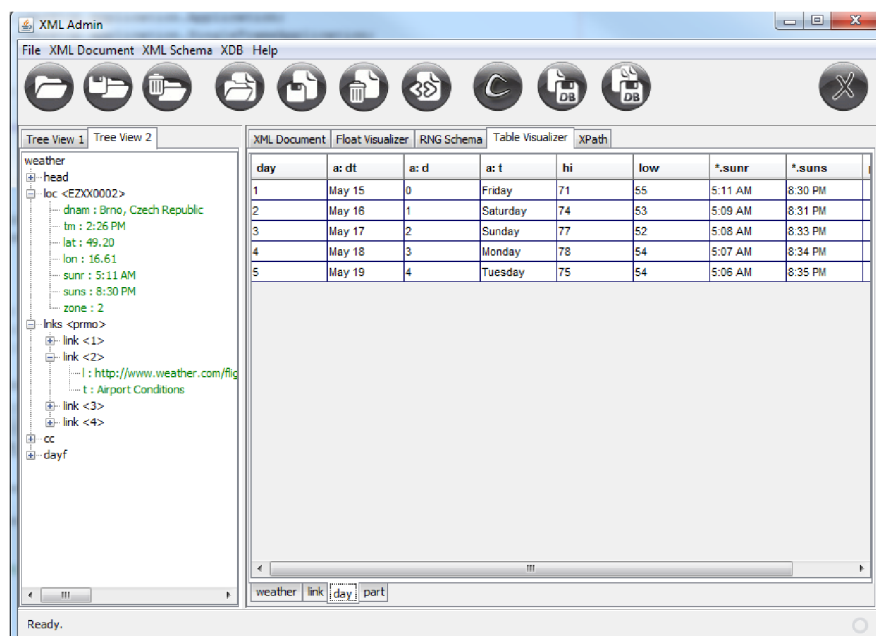 XML Admin
File XML Document XML Schema XDB Help
C DB DB X
Tree View 1 Tree View 2
XML Document Float Visualizer RNG Schema Table Visualizer XPath
weather
head
loc <EZXX0002>
dnam : Brno, Czech Republic
tm : 2:26 PM
lat : 49.20
lon : 16.61
sunr : 5:11 AM
suns : 8:30 PM
zone : 2
lnks <prmo>
link <1>
link <2>
l : http://www.weather.com/flig
t : Airport Conditions
link <3>
link <4>
cc
dayf
day a: dt a: d a: t hi low *.sunr *.suns
1 May 15 0 Friday 71 55 5:11 AM 8:30 PM
2 May 16 1 Saturday 74 53 5:09 AM 8:31 PM
3 May 17 2 Sunday 77 52 5:08 AM 8:33 PM
4 May 18 3 Monday 78 54 5:07 AM 8:34 PM
5 May 19 4 Tuesday 75 54 5:06 AM 8:35 PM
weather link day part
Ready.